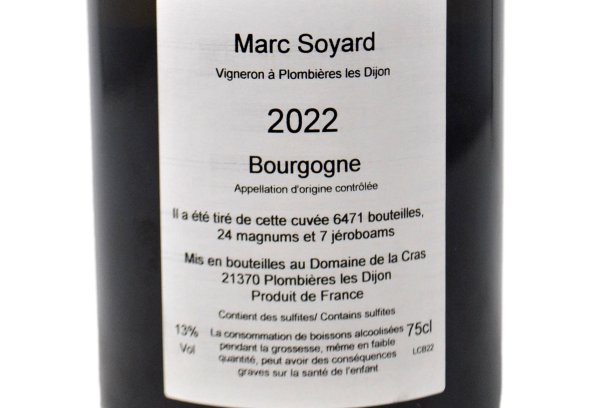 Marc Soyard
Vigneron à Plombières les Dijon
2022
Bourgogne
Appellation d'origine contrôlée
Il a été tiré de cette cuvée 6471 bouteilles,
24 magnums et 7 jéroboams
Mis en bouteilles au Domaine de la Cras
21370 Plombières les Dijon
Produit de France
Contient des sulfites/ Contains sulfites
13%
Vol
La consommation de boissons alcoolisées
pendant la grossesse, même en faible
quantité, peut avoir des conséquences
graves sur la santé de l'enfant
75cl
LCB22